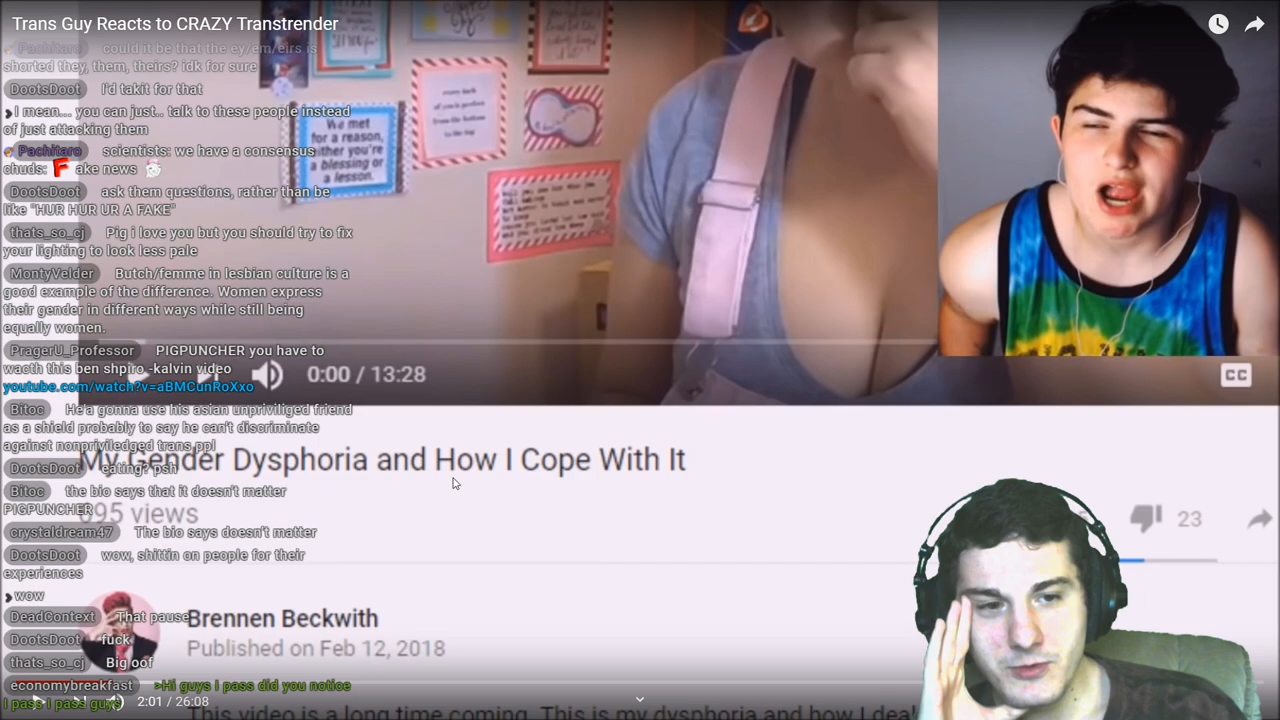 Trans Guy Reacts to CRAZY Transtrender
Pachitaro could it be that the ey/em/eirs is
shorted they, them, theirs? idk for sure
DootsDoot I'd takit for that
I mean... you can just.. talk to these people instead
of just attacking them
Pachitaro scientists: we have a consensus
chuds: F ake news
DootsDoot ask them questions, rather than be
like "HUR HUR UR A FAKE"
thats_so_cj Pig i love you but you should try to fix
your lighting to look less pale
MontyVelder Butch/femme in lesbian culture is a
good example of the difference. Women express
their gender in different ways while still being
equally women.
PragerU_Professor PIGPUNCHER you have to
wacth this ben shpiro -kalvin video
youtube.com/watch?v=aBMCunRoXxo
Bitoc He'a gonna use his asian unpriviliged friend
as a shield probably to say he can't discriminate
against nonpriviledged trans ppl
DootsDoot eating? psh
Bitoc the bio says that it doesn't matter
PIGPUNCHER
crystaldream47 The bio says doesn't matter
DootsDoot wow, shittin on people for their
experiences
wow
DeadContext That pause
DootsDoot fuck
thats_so_cj Big oof
economybreakfast >Hi guys I pass did you notice
I pass I pass guys
2:01 / 26:08
We met
for a reason,
either you're
a blessing or
a lesson.
0:00 / 13:28
CC
My Gender Dysphoria and How I Cope With It
695 views
23
Brennen Beckwith
Published on Feb 12, 2018
This video is a long time coming. This is my dysphoria and how I deal